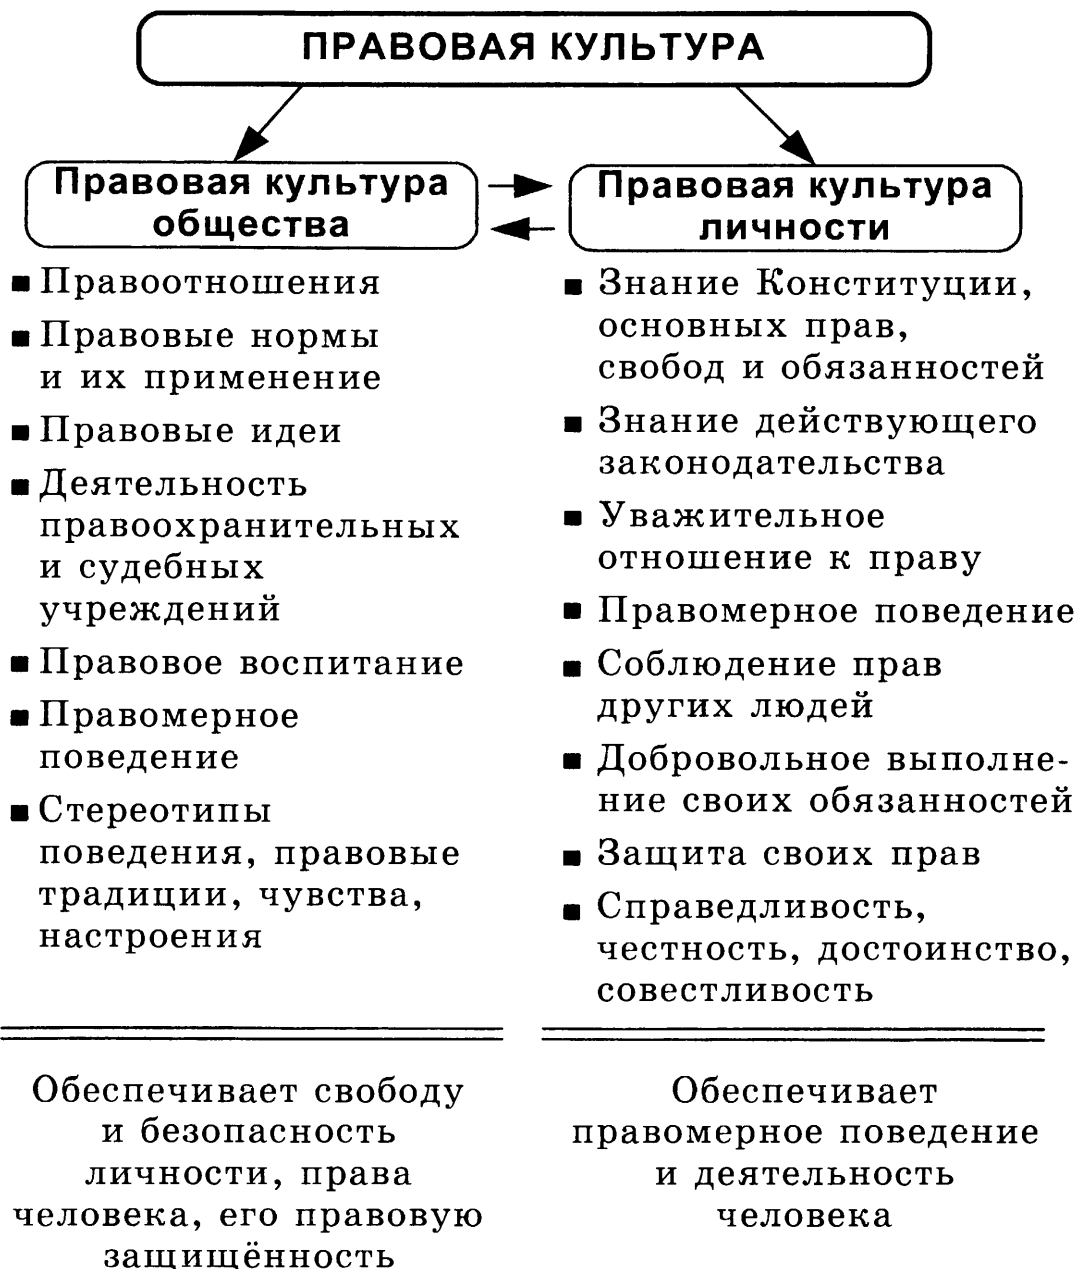 ПРАВОВАЯ КУЛЬТУРА
Правовая культура
общества
Правовая культура
личности
Правоотношения
Правовые нормы
и их применение
Правовые идеи
Деятельность
правоохранительных
и судебных
учреждений
Правовое воспитание
Правомерное
поведение
Стереотипы
поведения, правовые
традиции, чувства,
настроения
Обеспечивает свободу
и безопасность
личности, права
человека, его правовую
защищённость
Знание Конституции,
основных прав,
свобод и обязанностей
Знание действующего
законодательства
Уважительное
отношение к праву
Правомерное поведение
Соблюдение прав
других людей
Добровольное выполне-
ние своих обязанностей
Защита своих прав
Справедливость,
честность, достоинство,
совестливость
Обеспечивает
правомерное поведение
и деятельность
человека